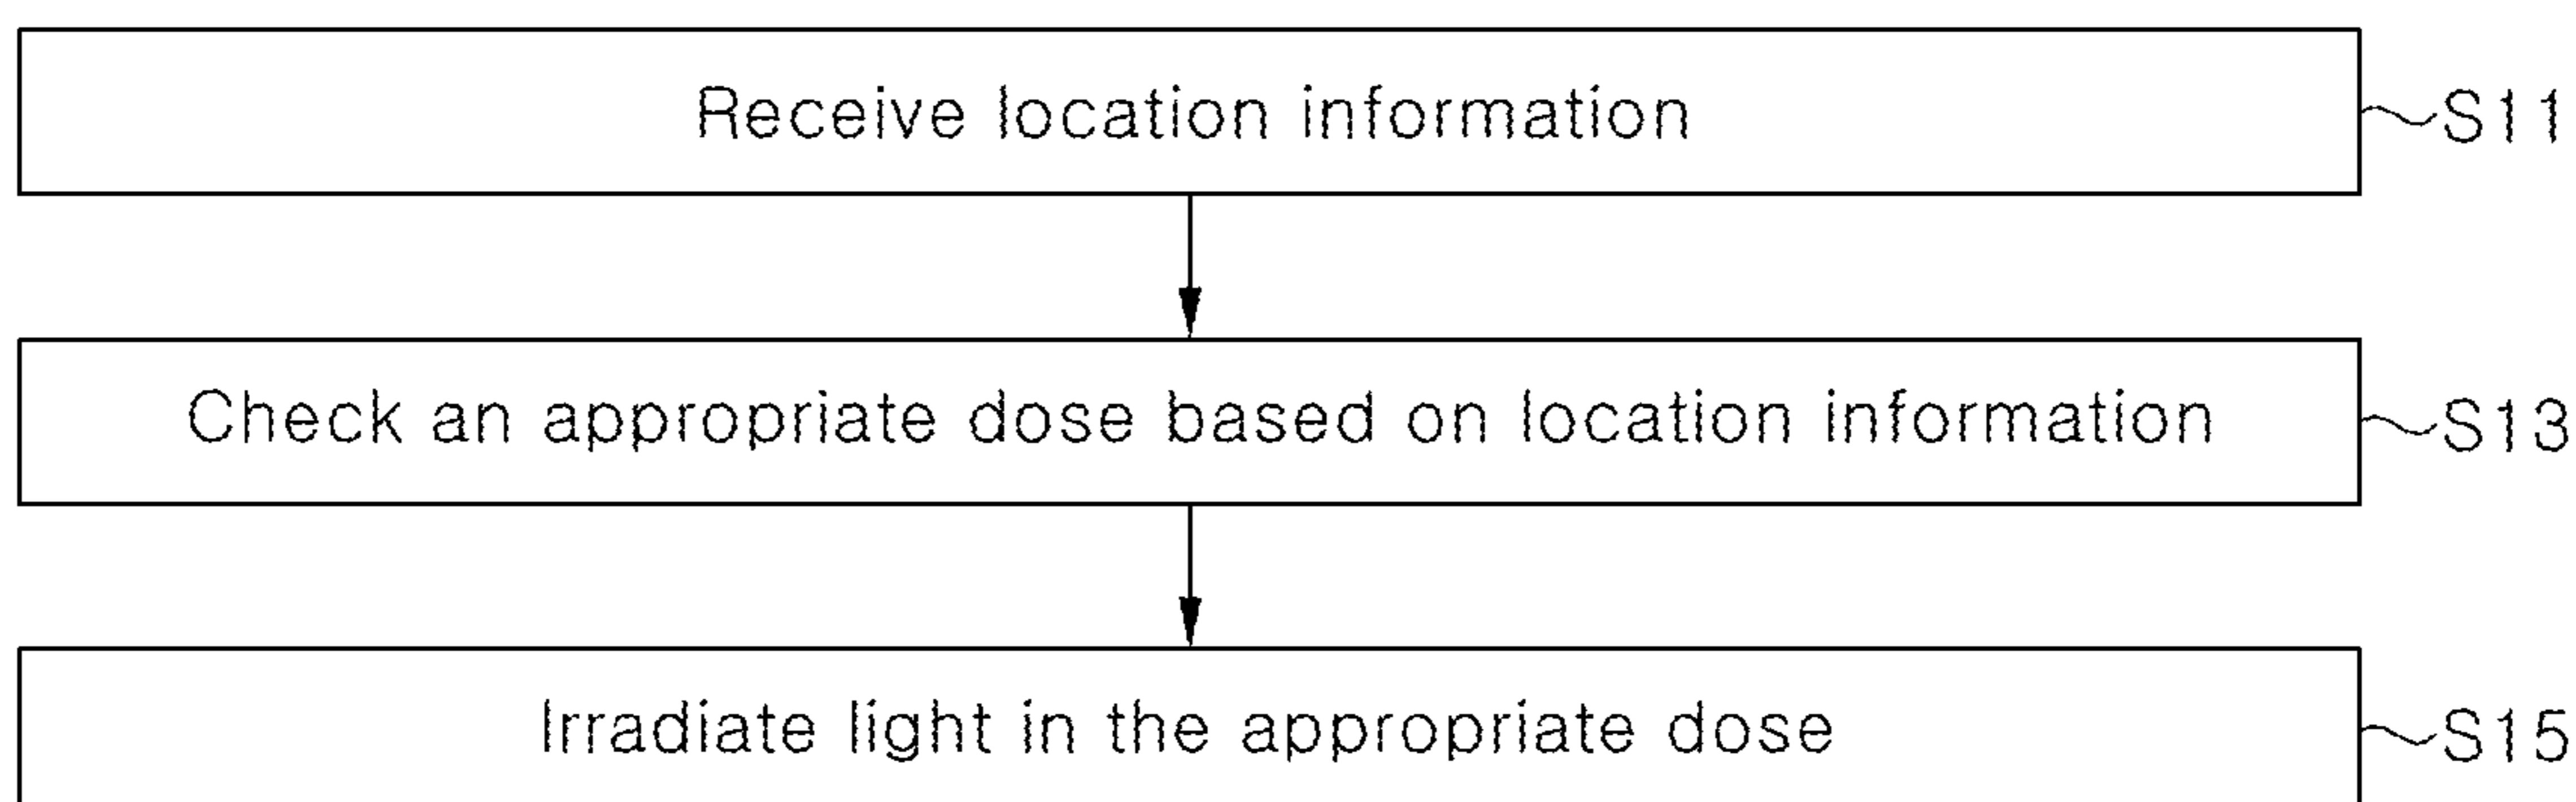 Receive location information S11
Check an appropriate dose based on location information S13
Irradiate light in the appropriate dose S15